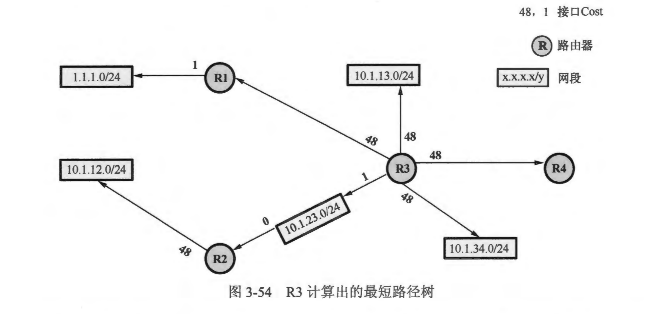 48，1 接口Cost
R 路由器
x.x.x.x/y 网段
1.1.1.0/24
1
R1
10.1.13.0/24
48
48
10.1.12.0/24
R3
48
R4
1
48
10.1.23.0/24
0
48
R2
10.1.34.0/24
图 3-54 R3 计算出的最短路径树